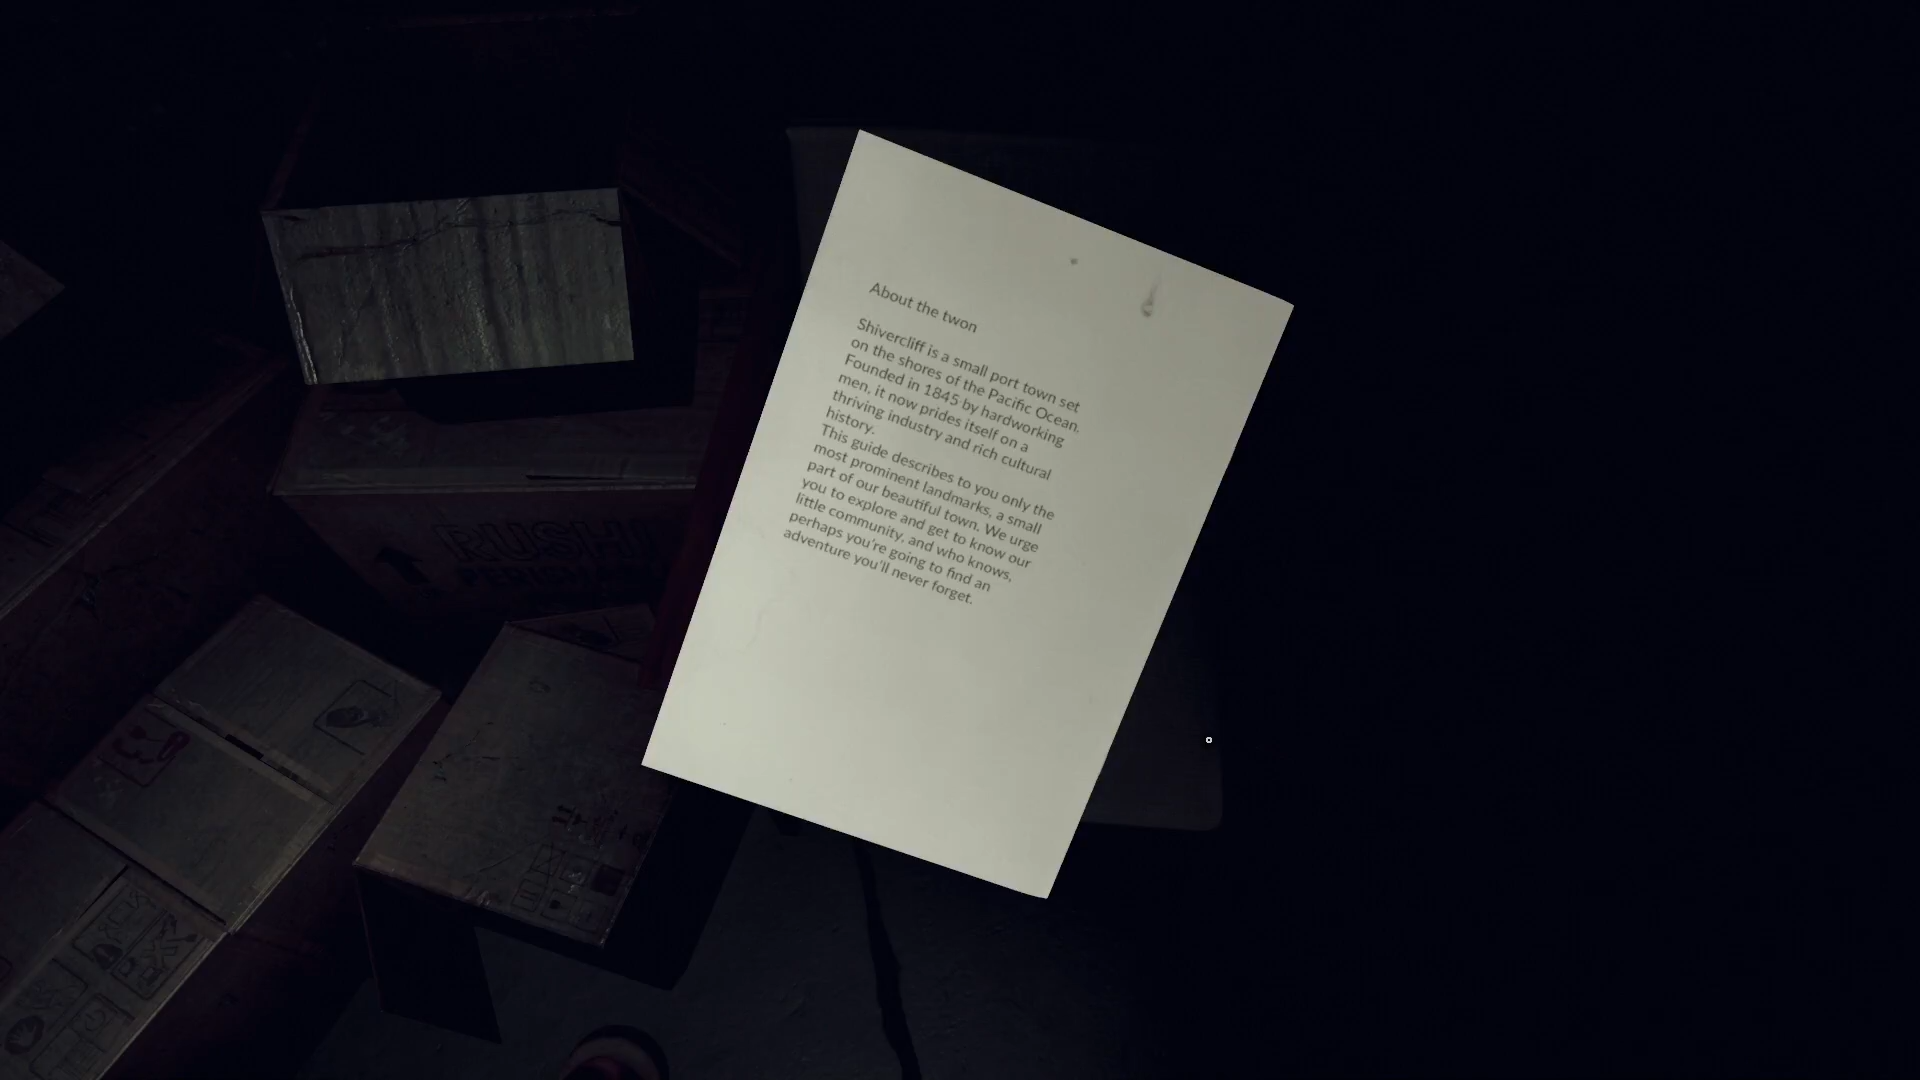 About the twon
Shivercliff is a small port town set
on the shores of the Pacific Ocean.
Founded in 1845 by hardworking
men, it now prides itself on a
thriving industry and rich cultural
history.
This guide describes to you only the
most prominent landmarks, a small
part of our beautiful town. We urge
you to explore and get to know our
little community, and who knows,
perhaps you're going to find an
adventure you'll never forget.
RUSH!